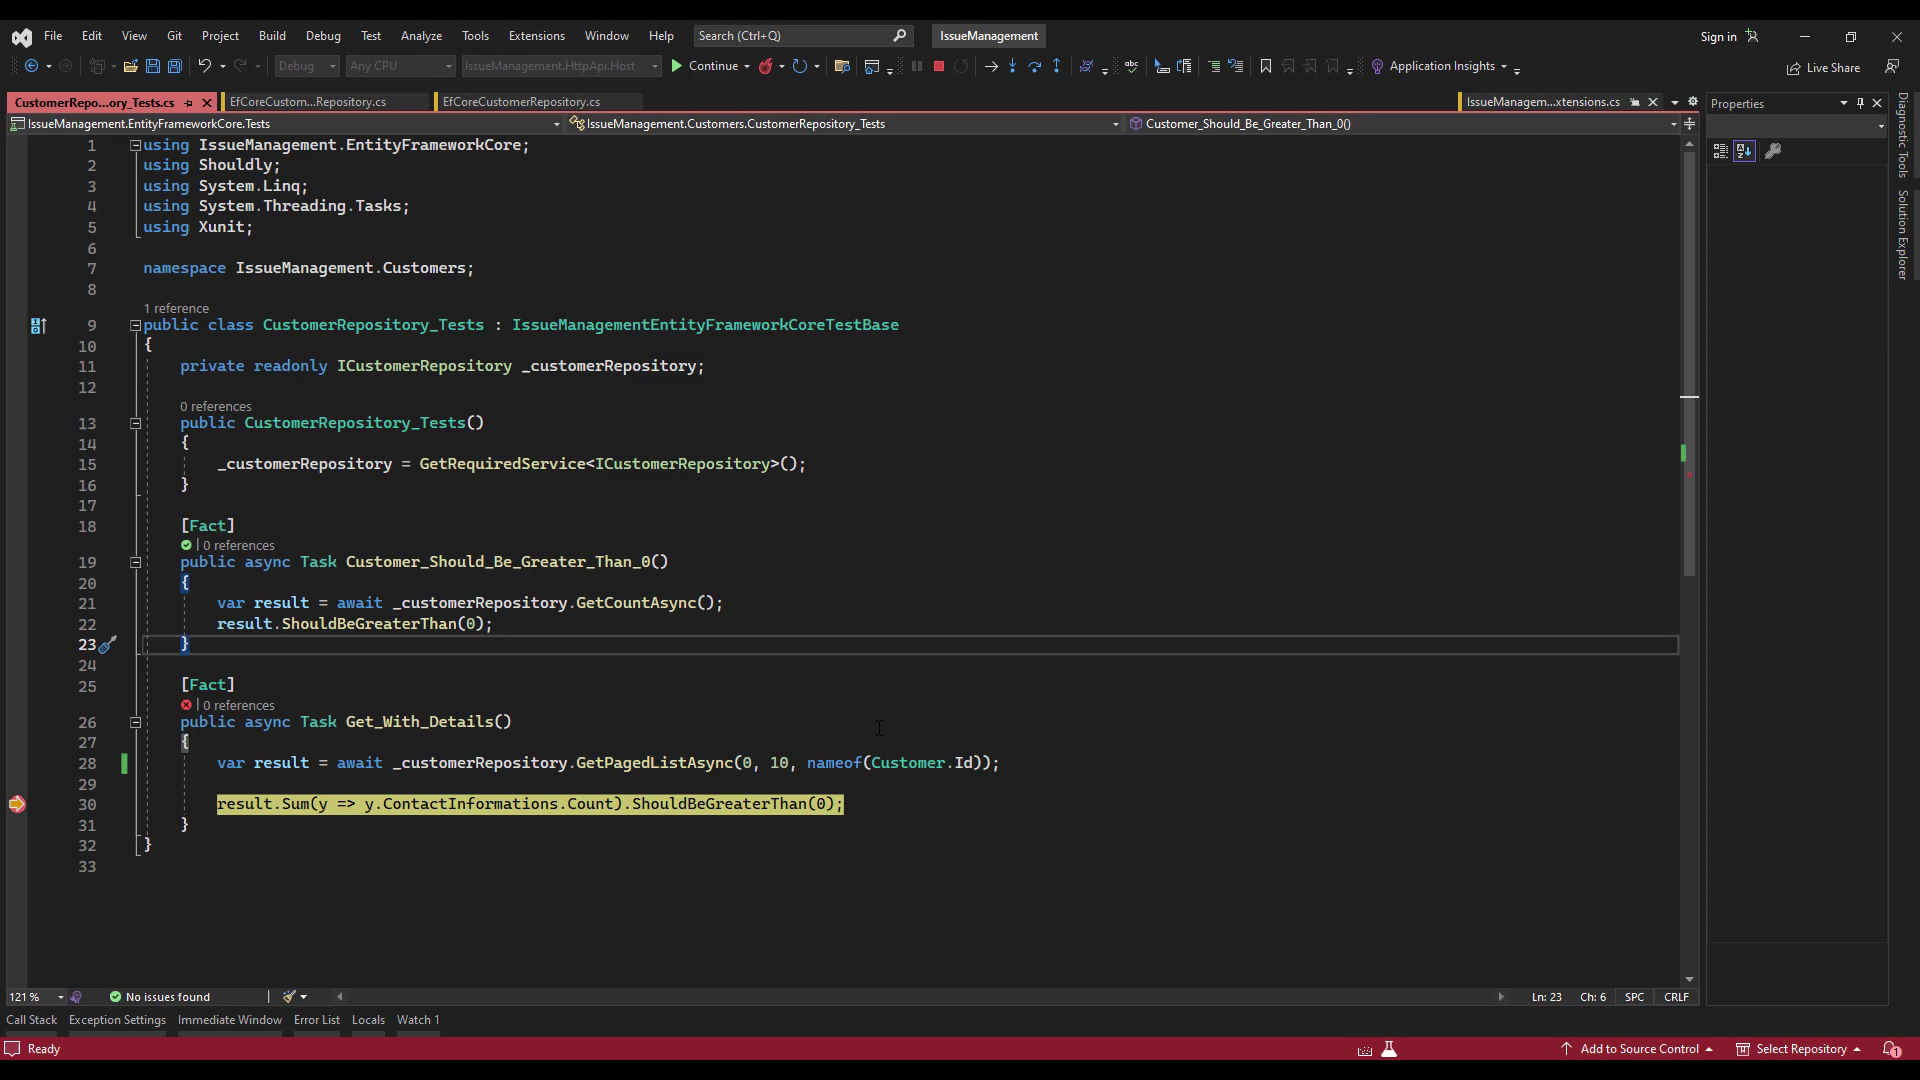 File Edit View Git Project Build Debug Test Analyze Tools Extensions Window Help Search (Ctrl+Q) IssueManagement Sign in
Debug Any CPU IssueManagement.HttpApi.Host Continue Application Insights Live Share
CustomerRepo...ory_Tests.cs EfCoreCustom...Repository.cs EfCoreCustomerRepository.cs IssueManagem...xtensions.cs Properties
IssueManagement.EntityFrameworkCore.Tests IssueManagement.Customers.CustomerRepository_Tests Customer_Should_Be_Greater_Than_0()
1 using IssueManagement.EntityFrameworkCore;
2 using Shouldly;
3 using System.Linq;
4 using System.Threading.Tasks;
5 using Xunit;
6
7 namespace IssueManagement.Customers;
8
1 reference
9 public class CustomerRepository_Tests : IssueManagementEntityFrameworkCoreTestBase
10 {
11 private readonly ICustomerRepository _customerRepository;
12
0 references
13 public CustomerRepository_Tests()
14 {
15 _customerRepository = GetRequiredService<ICustomerRepository>();
16 }
17
18 [Fact]
| 0 references
19 public async Task Customer_Should_Be_Greater_Than_0()
20 {
21 var result = await _customerRepository.GetCountAsync();
22 result.ShouldBeGreaterThan(0);
23 }
24
25 [Fact]
| 0 references
26 public async Task Get_With_Details()
27 {
28 var result = await _customerRepository.GetPagedListAsync(0, 10, nameof(Customer.Id));
29
30 result.Sum(y => y.ContactInformations.Count).ShouldBeGreaterThan(0);
31 }
32 }
33
Diagnostic Tools
Solution Explorer
121 % No issues found Ln: 23 Ch: 6 SPC CRLF
Call Stack Exception Settings Immediate Window Error List Locals Watch 1
Ready Add to Source Control Select Repository 1